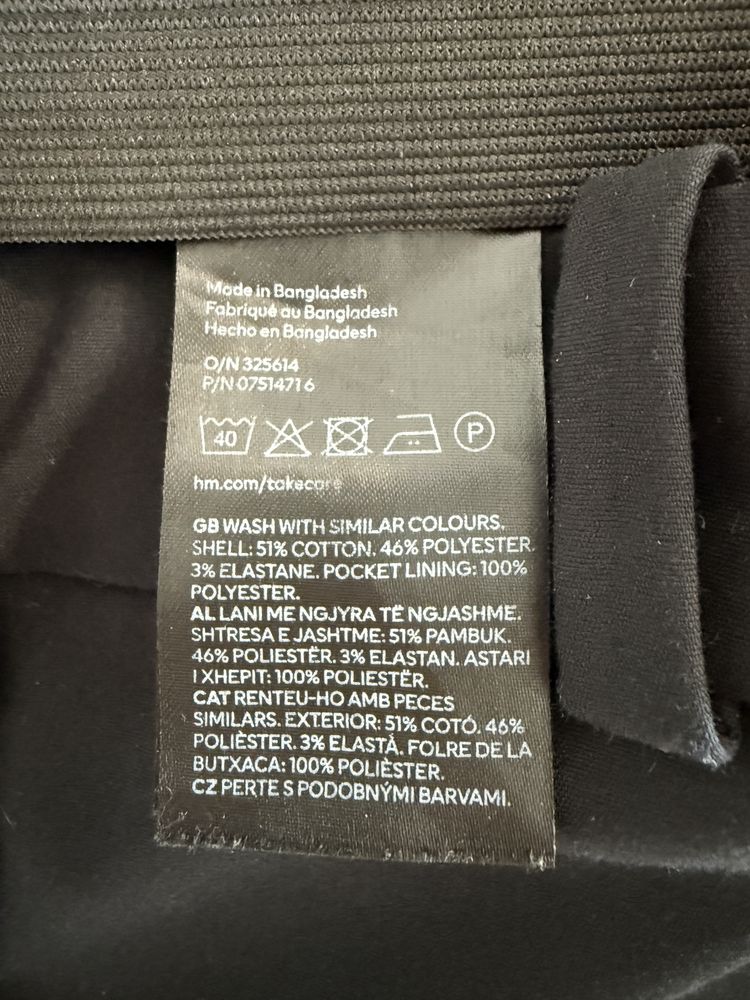 Made in Bangladesh
Fabriqué au Bangladesh
Hecho en Bangladesh
O/N 325614
P/N 07514716
40 P
hm.com/takecare
GB WASH WITH SIMILAR COLOURS.
SHELL: 51% COTTON. 46% POLYESTER.
3% ELASTANE. POCKET LINING: 100%
POLYESTER.
AL LANI ME NGJYRA TË NGJASHME.
SHTRESA E JASHTME: 51% PAMBUK.
46% POLIESTËR. 3% ELASTAN. ASTARI
I XHEPIT: 100% POLIESTËR.
CAT RENTEU-HO AMB PECES
SIMILARS. EXTERIOR: 51% COTÓ. 46%
POLIÈSTER. 3% ELASTÀ. FOLRE DE LA
BUTXACA: 100% POLIÈSTER.
CZ PERTE S PODOBNÝMI BARVAMI.